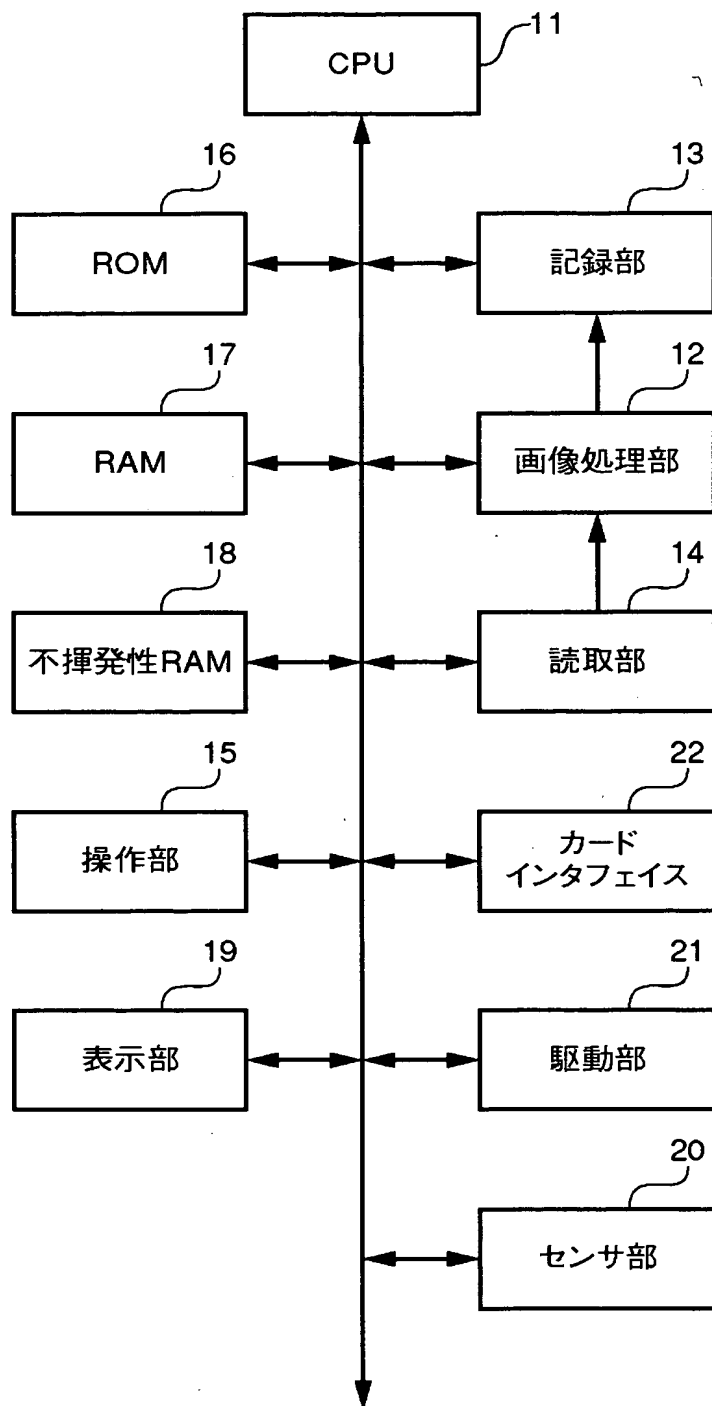 11
CPU
16
ROM
13
記録部
17
RAM
12
画像処理部
18
不揮発性RAM
14
読取部
15
操作部
22
カード
インタフェイス
19
表示部
21
駆動部
20
センサ部